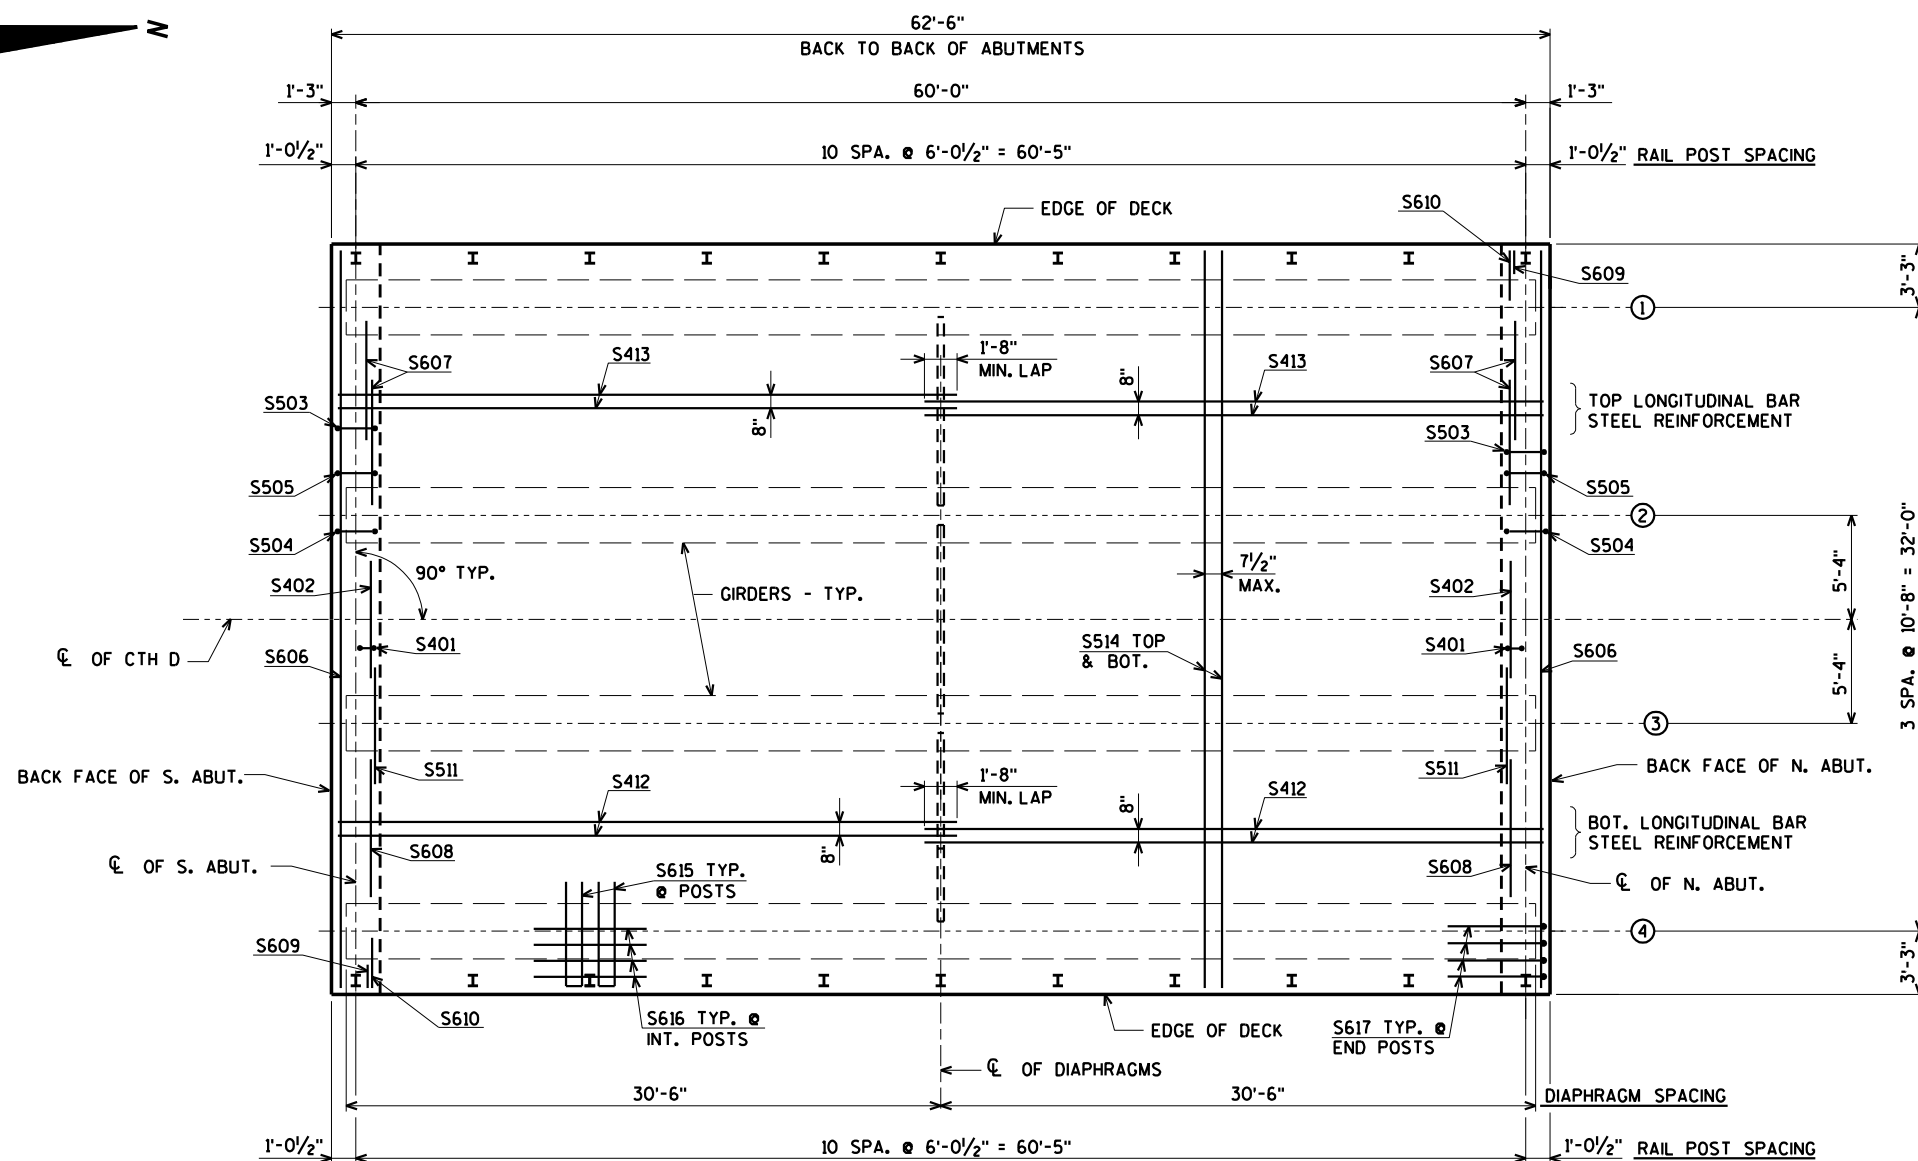 N
62'-6"
BACK TO BACK OF ABUTMENTS
1'-3"
60'-0"
1'-3"
1'-0½"
10 SPA. @ 6'-0½" = 60'-5"
1'-0½"
RAIL POST SPACING
S610
EDGE OF DECK
S609
3'-3"
1
1'-8"
MIN. LAP
S607
S413
S413
S607
8"
8"
TOP LONGITUDINAL BAR
STEEL REINFORCEMENT
S503
S503
S505
S505
2
S504
S504
90° TYP.
7½"
MAX.
S402
GIRDERS - TYP.
S402
5'-4"
3 SPA. @ 10'-8" = 32'-0"
℄ OF CTH D
S401
S514 TOP
& BOT.
S401
S606
S606
5'-4"
3
BACK FACE OF S. ABUT.
S511
S412
1'-8"
MIN. LAP
S412
S511
BACK FACE OF N. ABUT.
8"
8"
BOT. LONGITUDINAL BAR
STEEL REINFORCEMENT
S608
℄ OF S. ABUT.
S615 TYP.
@ POSTS
S608
℄ OF N. ABUT.
4
S609
3'-3"
S610
S616 TYP. @
INT. POSTS
EDGE OF DECK
S617 TYP. @
END POSTS
℄ OF DIAPHRAGMS
30'-6"
30'-6"
DIAPHRAGM SPACING
1'-0½"
10 SPA. @ 6'-0½" = 60'-5"
1'-0½"
RAIL POST SPACING